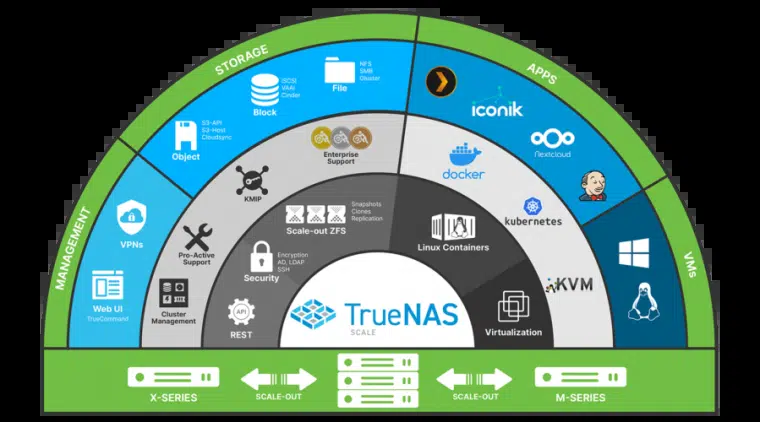 STORAGE
APPS
MANAGEMENT
VMs
File
NFS
SMB
Gluster
Block
iSCSI
VAAI
Cinder
Object
S3-API
S3-Host
Cloudsync
iconik
Nextcloud
VPNs
Web UI
TrueCommand
Enterprise
Support
KMIP
Pro-Active
Support
Cluster
Management
docker
kubernetes
KVM
Scale-out ZFS
Snapshots
Clones
Replication
Security
Encryption
AD, LDAP
SSH
API
REST
Linux Containers
Virtualization
TrueNAS
SCALE
X-SERIES
SCALE-OUT
SCALE-OUT
M-SERIES